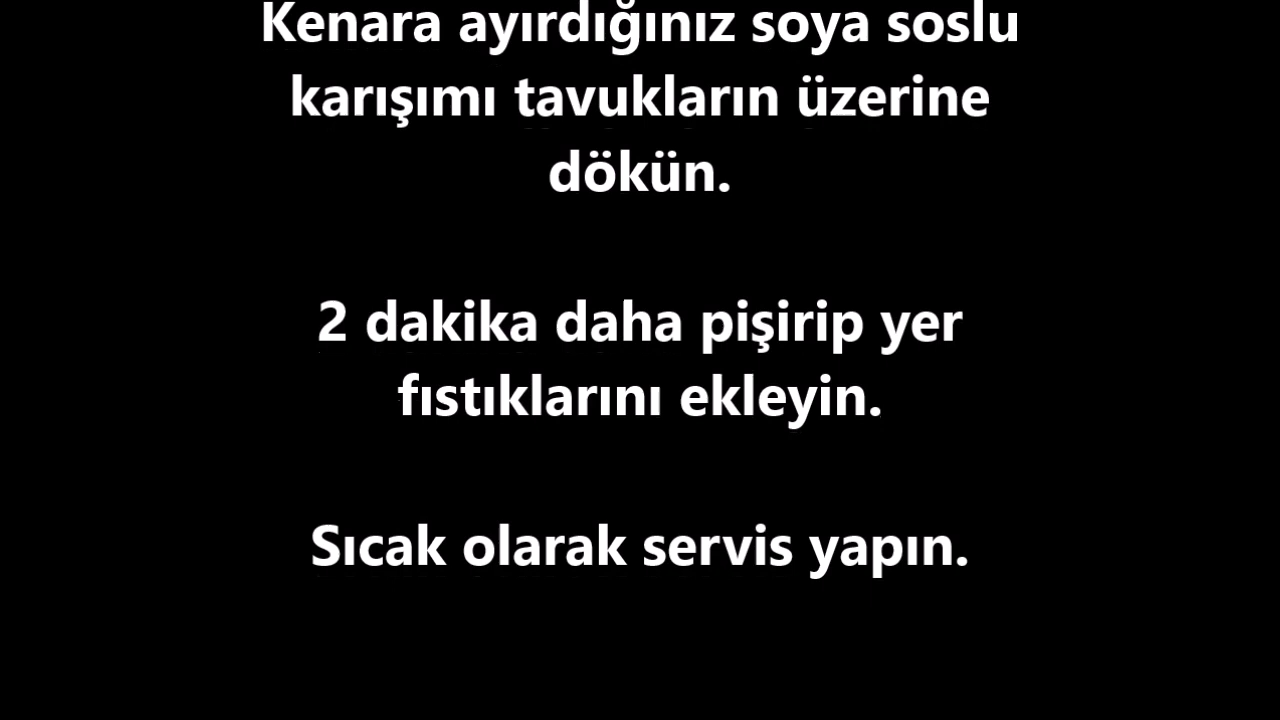 Kenara ayırdığınız soya soslu
karışımı tavukların üzerine
dökün.
2 dakika daha pişirip yer
fıstıklarını ekleyin.
Sıcak olarak servis yapın.